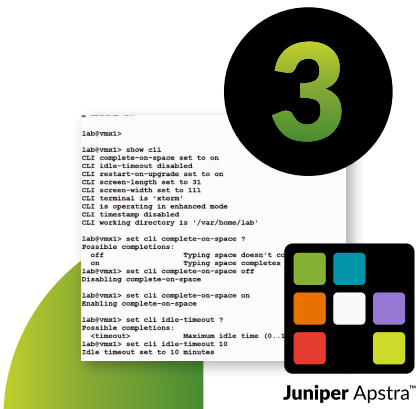 3
lab@vmx1>
lab@vmx1> show cli
CLI complete-on-space set to on
CLI idle-timeout disabled
CLI restart-on-upgrade set to on
CLI screen-length set to 31
CLI screen-width set to 111
CLI terminal is 'xterm'
CLI is operating in enhanced mode
CLI timestamp disabled
CLI working directory is '/var/home/lab'
lab@vmx1> set cli complete-on-space ?
Possible completions:
off Typing space doesn't co
on Typing space completes
lab@vmx1> set cli complete-on-space off
Disabling complete-on-space
lab@vmx1> set cli complete-on-space on
Enabling complete-on-space
lab@vmx1> set cli idle-timeout ?
Possible completions:
<timeout> Maximum idle time (0..
lab@vmx1> set cli idle-timeout 10
Idle timeout set to 10 minutes
Juniper Apstra™